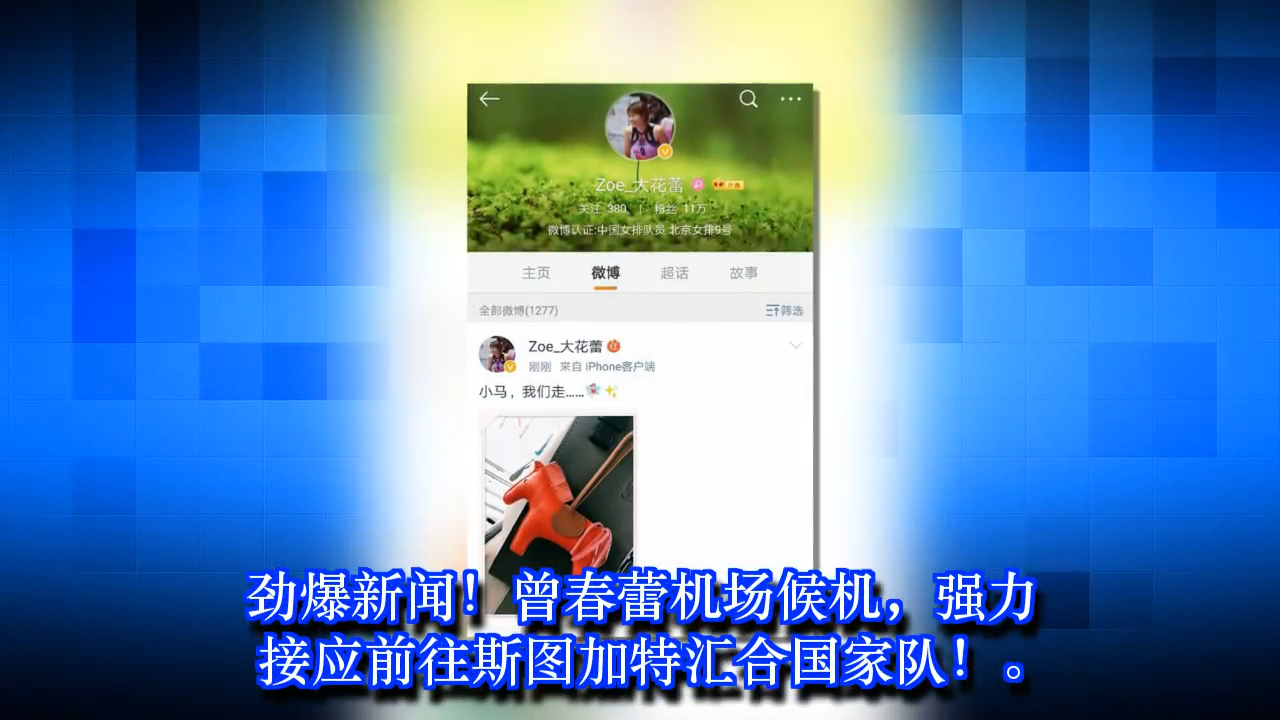 Zoe_大花蕾
关注 380 | 粉丝 11万
微博认证:中国女排队员 北京女排9号
主页 微博 超话 故事
全部微博(1277) 筛选
Zoe_大花蕾
刚刚 来自 iPhone客户端
小马，我们走......
劲爆新闻！曾春蕾机场候机，强力
接应前往斯图加特汇合国家队！。